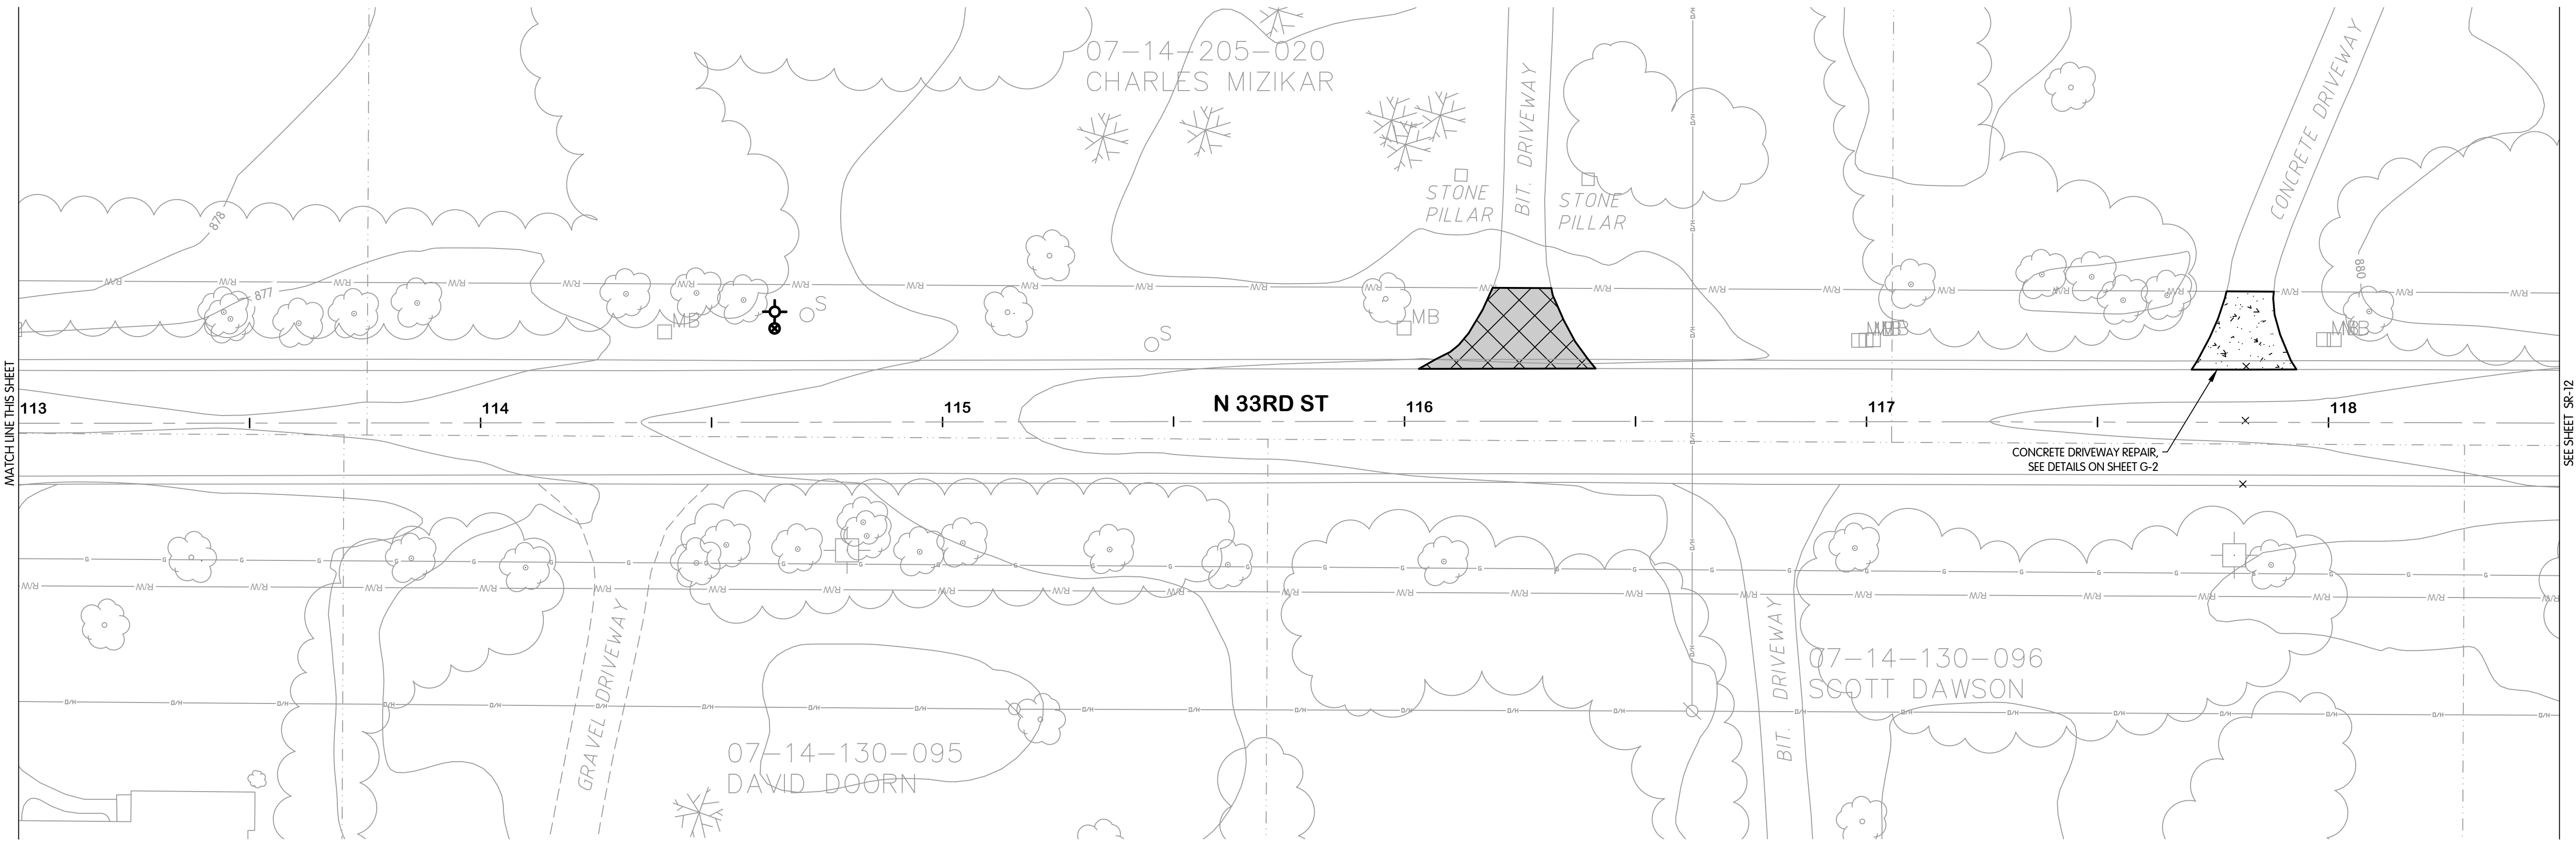 07-14-205-020
CHARLES MIZIKAR
BIT. DRIVEWAY
CONCRETE DRIVEWAY
STONE
PILLAR
STONE
PILLAR
878
877
880
MB
S
S
MB
MB
MATCH LINE THIS SHEET
113
114
115
N 33RD ST
116
117
118
SEE SHEET SR-12
CONCRETE DRIVEWAY REPAIR,
SEE DETAILS ON SHEET G-2
GRAVEL DRIVEWAY
BIT. DRIVEWAY
07-14-130-096
SCOTT DAWSON
07-14-130-095
DAVID DOORN
R/W
G
O/H